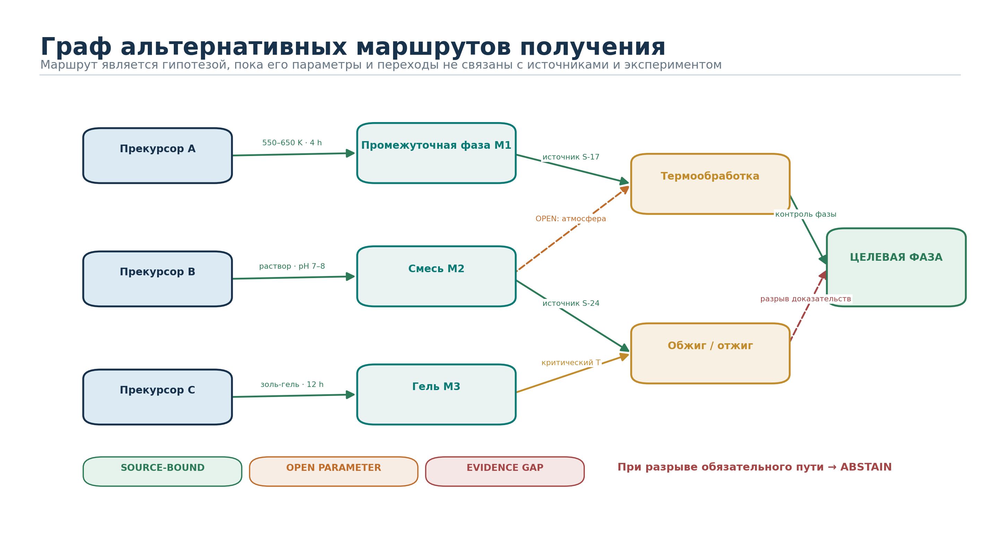 Граф альтернативных маршрутов получения
Маршрут является гипотезой, пока его параметры и переходы не связаны с источниками и экспериментом
Прекурсор A
550–650 K · 4 h
Промежуточная фаза M1
источник S-17
Термообработка
OPEN: атмосфера
контроль фазы
Прекурсор B
раствор · pH 7–8
Смесь M2
источник S-24
ЦЕЛЕВАЯ ФАЗА
разрыв доказательств
Обжиг / отжиг
критический T
Прекурсор C
золь-гель · 12 h
Гель M3
SOURCE-BOUND
OPEN PARAMETER
EVIDENCE GAP
При разрыве обязательного пути → ABSTAIN